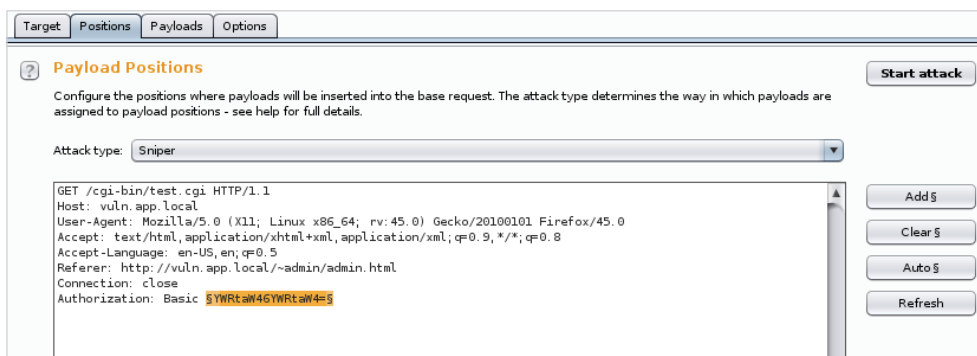 Target Positions Payloads Options
? Payload Positions
Start attack
Configure the positions where payloads will be inserted into the base request. The attack type determines the way in which payloads are
assigned to payload positions - see help for full details.
Attack type: Sniper
GET /cgi-bin/test.cgi HTTP/1.1
Host: vuln.app.local
User-Agent: Mozilla/5.0 (X11; Linux x86_64; rv:45.0) Gecko/20100101 Firefox/45.0
Accept: text/html,application/xhtml+xml,application/xml;q=0.9,*/*;q=0.8
Accept-Language: en-US,en;q=0.5
Referer: http://vuln.app.local/~admin/admin.html
Connection: close
Authorization: Basic §YWRtaW46YWRtaW4=§
Add §
Clear §
Auto §
Refresh